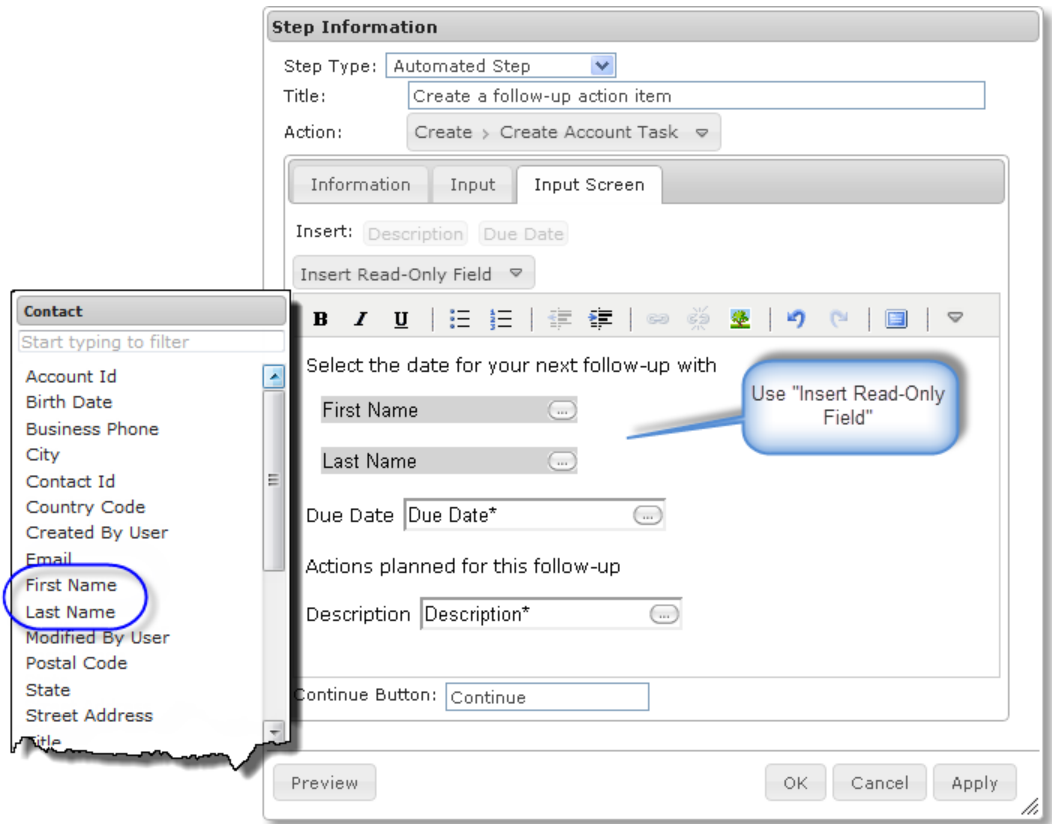 Step Information
Step Type: Automated Step
Title: Create a follow-up action item
Action: Create > Create Account Task
Information Input Input Screen
Insert: Description Due Date
Insert Read-Only Field
B I U
Select the date for your next follow-up with
First Name ...
Last Name ...
Use "Insert Read-Only
Field"
Due Date Due Date* ...
Actions planned for this follow-up
Description Description* ...
Continue Button: Continue
Preview OK Cancel Apply
Contact
Start typing to filter
Account Id
Birth Date
Business Phone
City
Contact Id
Country Code
Created By User
Email
First Name
Last Name
Modified By User
Postal Code
State
Street Address
Title